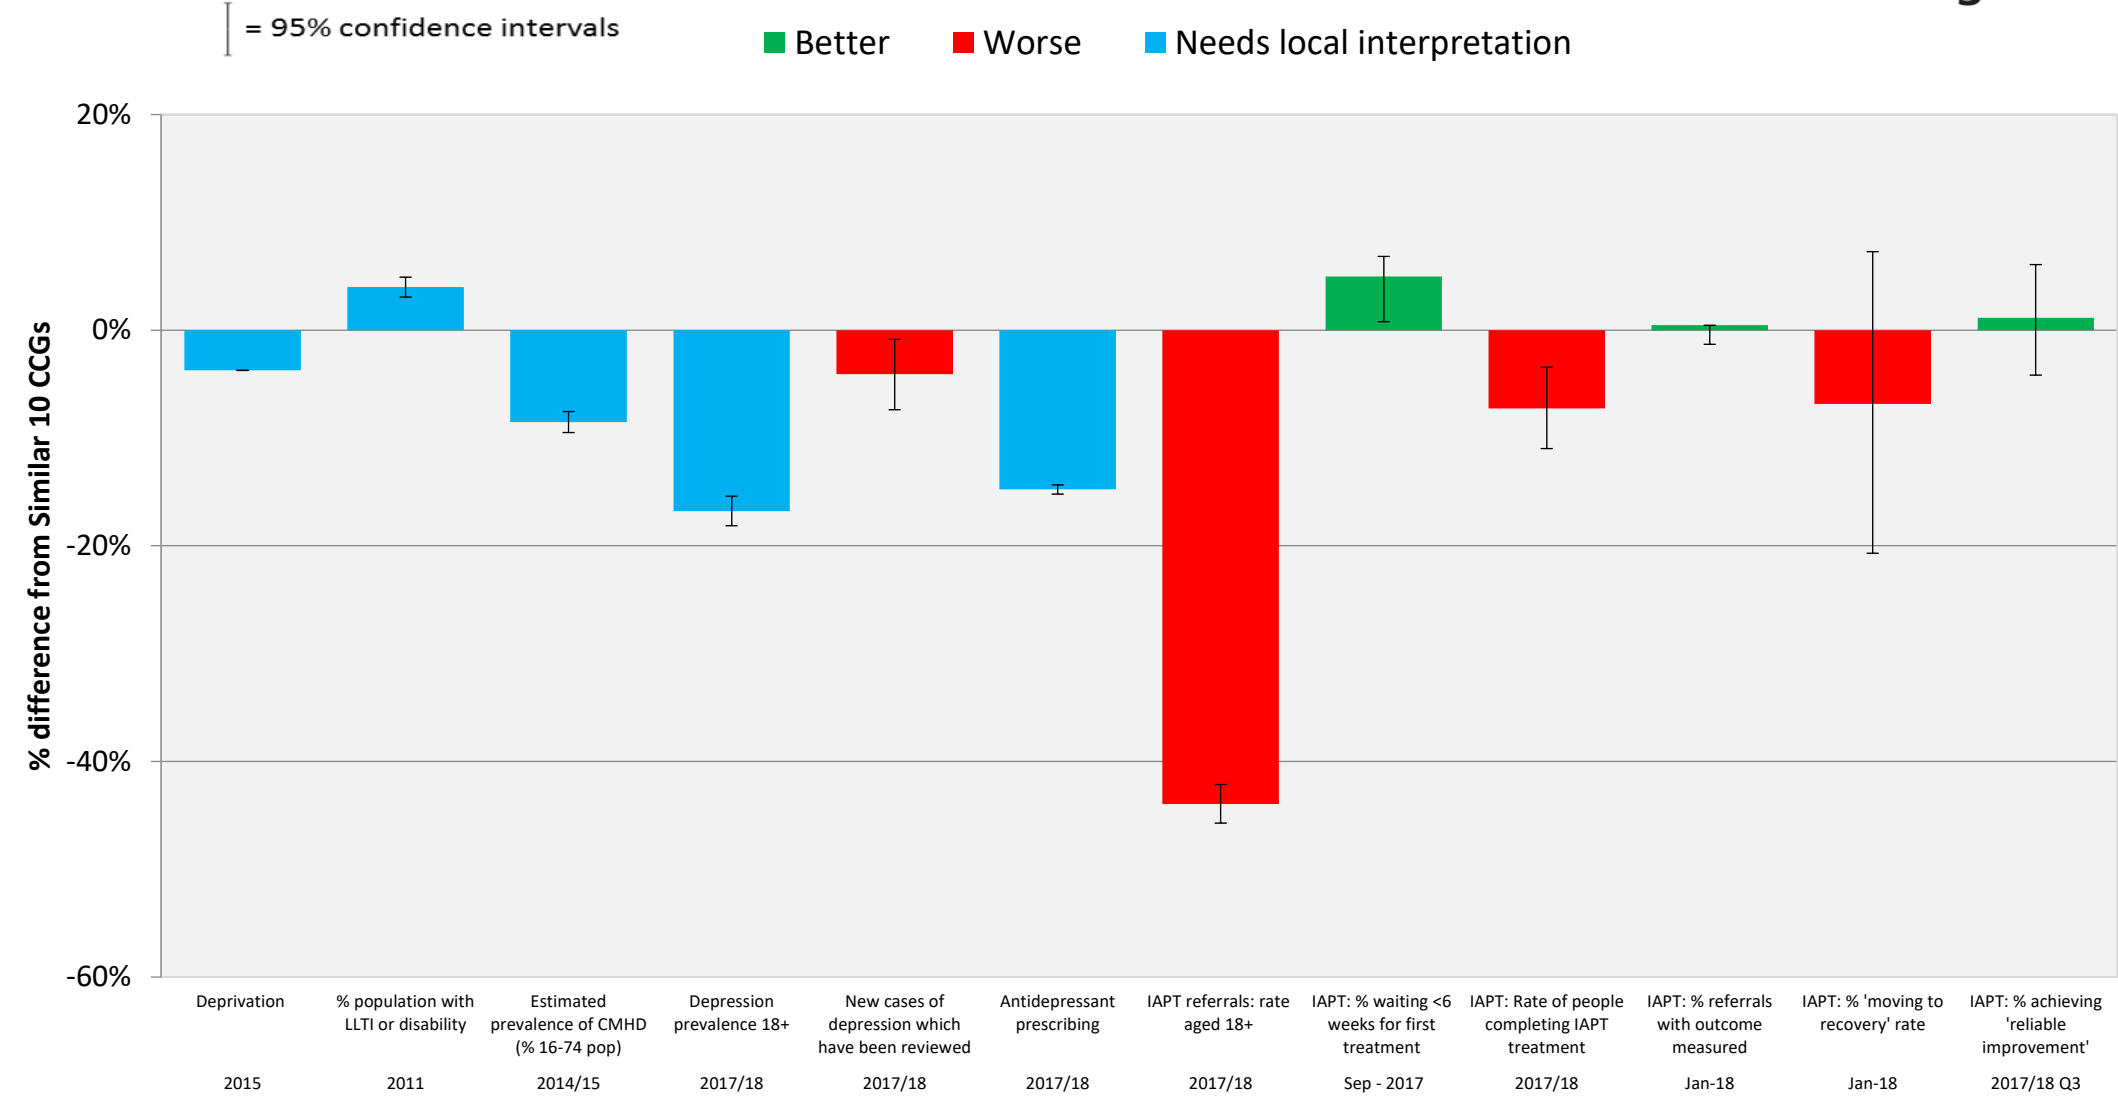 = 95% confidence intervals
Better Worse Needs local interpretation
20%
0%
-20%
-40%
-60%
% difference from Similar 10 CCGs
Deprivation
2015
% population with
LLTI or disability
2011
Estimated
prevalence of CMHD
(% 16-74 pop)
2014/15
Depression
prevalence 18+
2017/18
New cases of
depression which
have been reviewed
2017/18
Antidepressant
prescribing
2017/18
IAPT referrals: rate
aged 18+
2017/18
IAPT: % waiting <6
weeks for first
treatment
Sep - 2017
IAPT: Rate of people
completing IAPT
treatment
2017/18
IAPT: % referrals
with outcome
measured
Jan-18
IAPT: % 'moving to
recovery' rate
Jan-18
IAPT: % achieving
'reliable
improvement'
2017/18 Q3